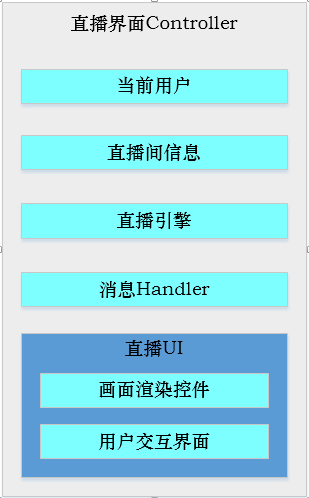 直播界面Controller
当前用户
直播间信息
直播引擎
消息Handler
直播UI
画面渲染控件
用户交互界面